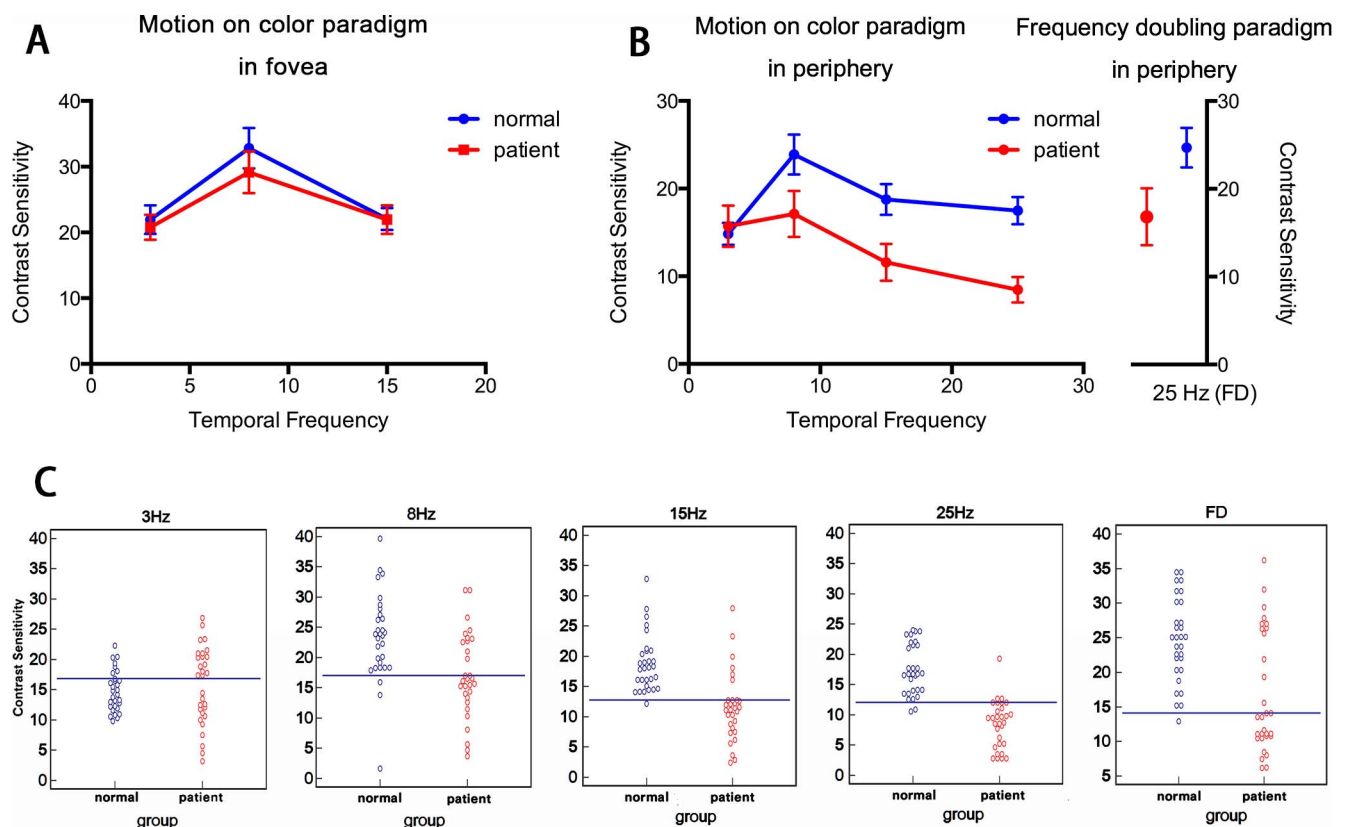 A
Motion on color paradigm
in fovea
40
30
20
10
0
0 5 10 15 20
Contrast Sensitivity
Temporal Frequency
normal
patient
B
Motion on color paradigm
in periphery
30
20
10
0
0 10 20 30
Contrast Sensitivity
Temporal Frequency
normal
patient
Frequency doubling paradigm
in periphery
30
20
10
0
Contrast Sensitivity
25 Hz (FD)
C
3Hz
40
35
30
25
20
15
10
5
0
Contrast Sensitivity
normal patient
group
8Hz
40
35
30
25
20
15
10
5
0
normal patient
group
15Hz
40
35
30
25
20
15
10
5
0
normal patient
group
25Hz
40
35
30
25
20
15
10
5
0
normal patient
group
FD
40
35
30
25
20
15
10
5
normal patient
group